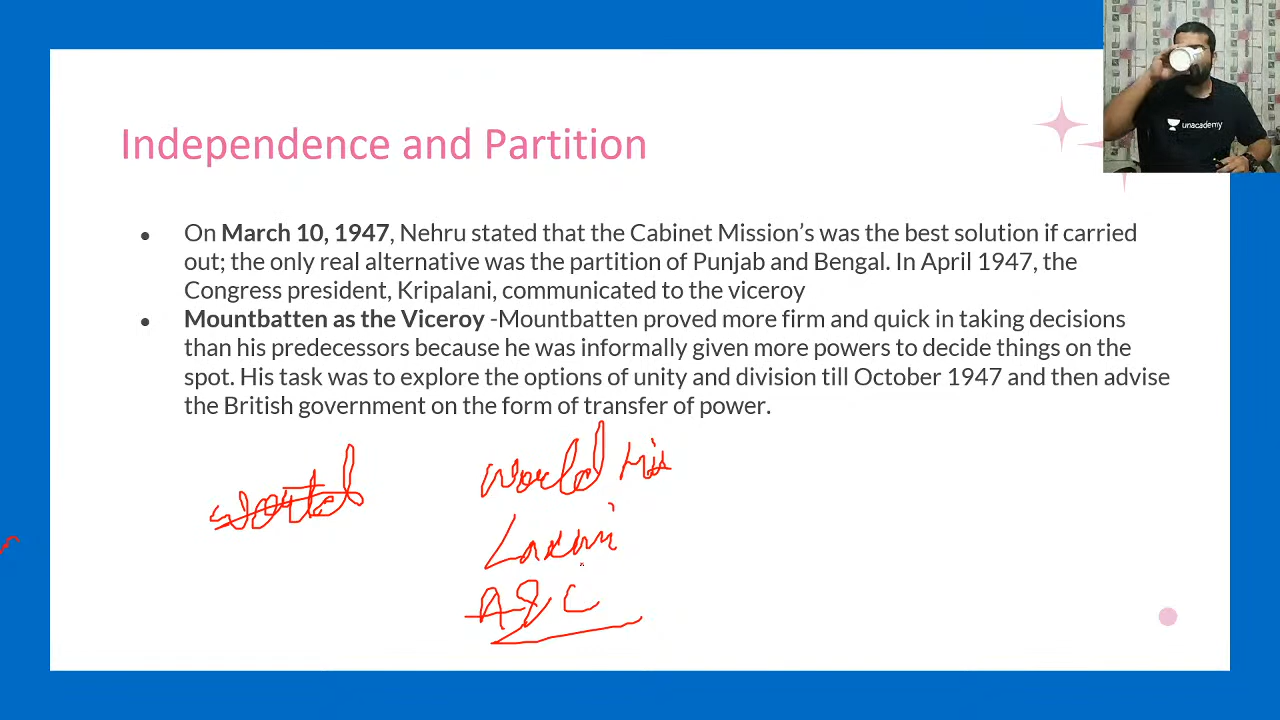 Independence and Partition
unacademy
● On March 10, 1947, Nehru stated that the Cabinet Mission's was the best solution if carried
out; the only real alternative was the partition of Punjab and Bengal. In April 1947, the
Congress president, Kripalani, communicated to the viceroy
● Mountbatten as the Viceroy -Mountbatten proved more firm and quick in taking decisions
than his predecessors because he was informally given more powers to decide things on the
spot. His task was to explore the options of unity and division till October 1947 and then advise
the British government on the form of transfer of power.
World His
Laxmi
A & C